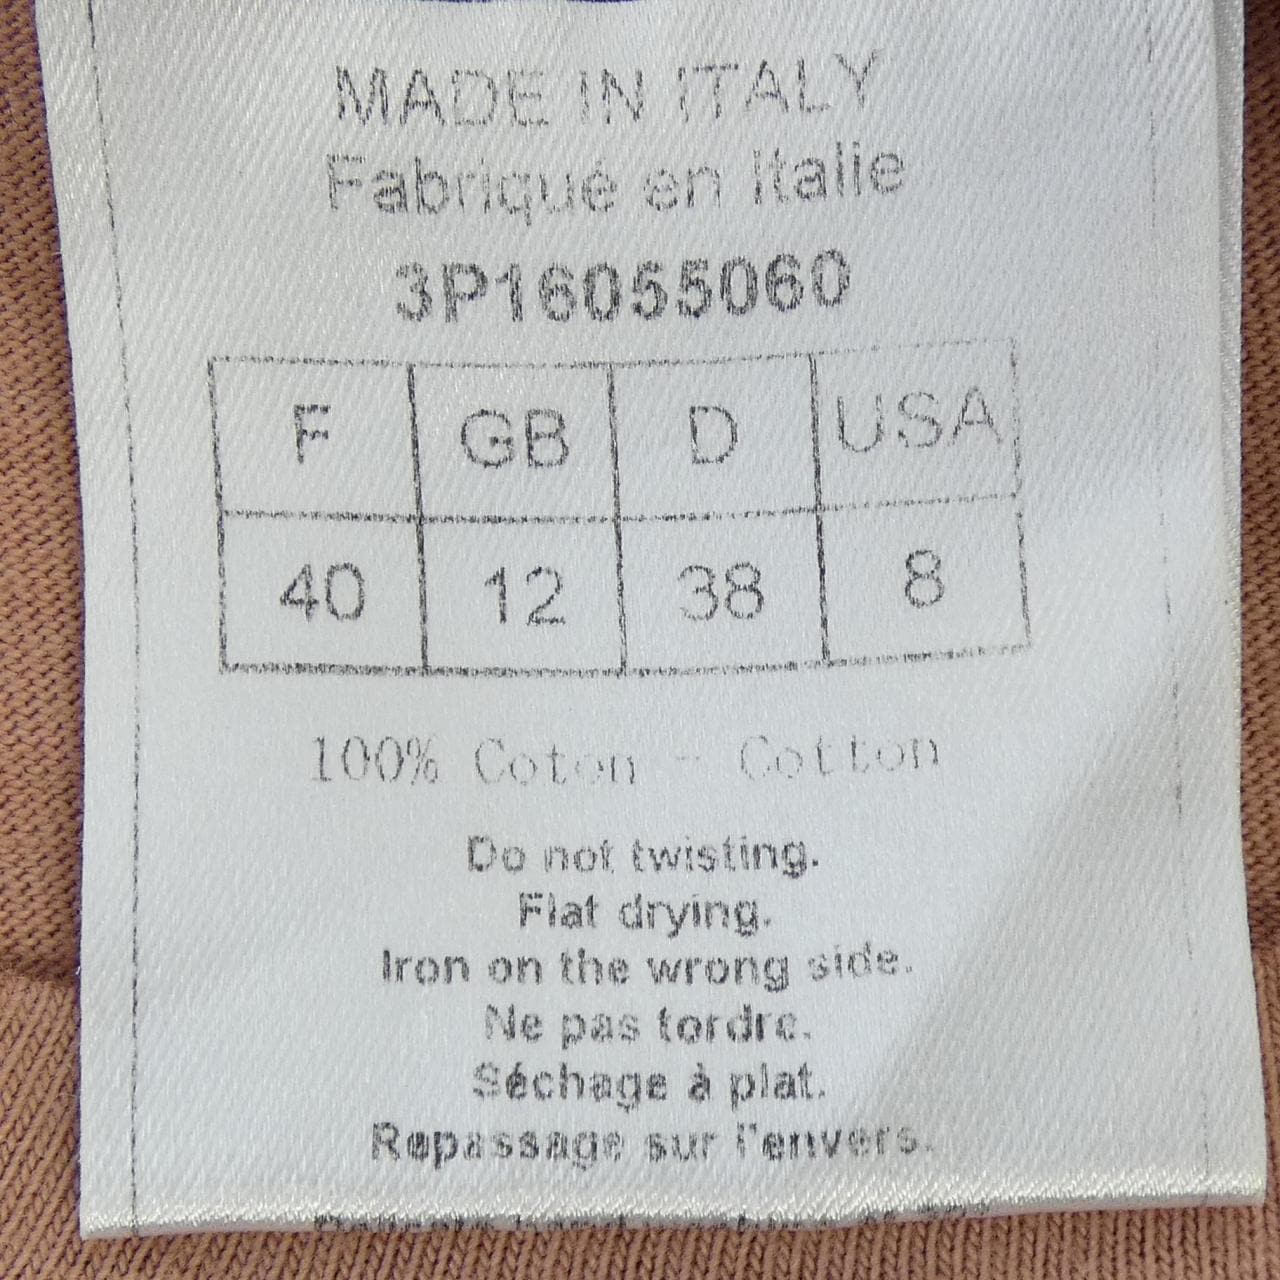 MADE IN ITALY
Fabriqué en Italie
3P16055060
F GB D USA
40 12 38 8
100% Coton - Cotton
Do not twisting.
Flat drying.
Iron on the wrong side.
Ne pas tordre.
Séchage à plat.
Repassage sur l'envers.